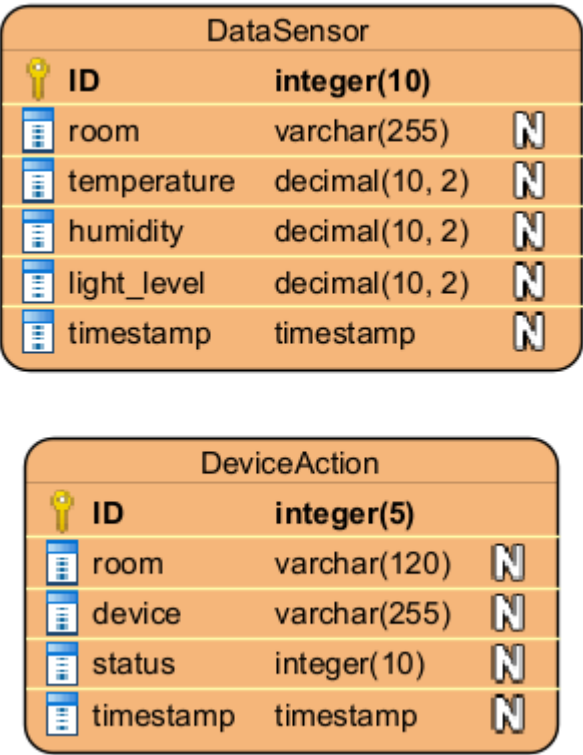 DataSensor
ID integer(10)
room varchar(255) N
temperature decimal(10, 2) N
humidity decimal(10, 2) N
light_level decimal(10, 2) N
timestamp timestamp N
DeviceAction
ID integer(5)
room varchar(120) N
device varchar(255) N
status integer(10) N
timestamp timestamp N